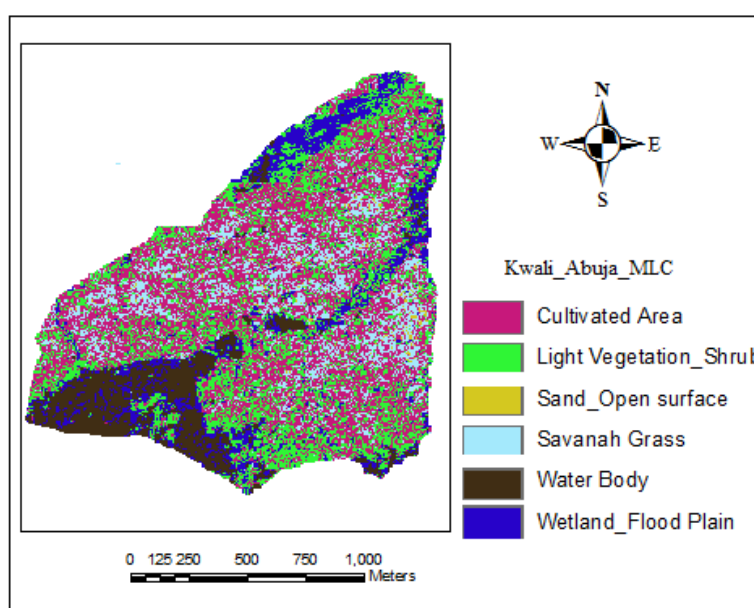 N
W E
S
Kwali_Abuja_MLC
Cultivated Area
Light Vegetation_Shrub
Sand_Open surface
Savanah Grass
Water Body
Wetland_Flood Plain
0 125 250 500 750 1,000
Meters